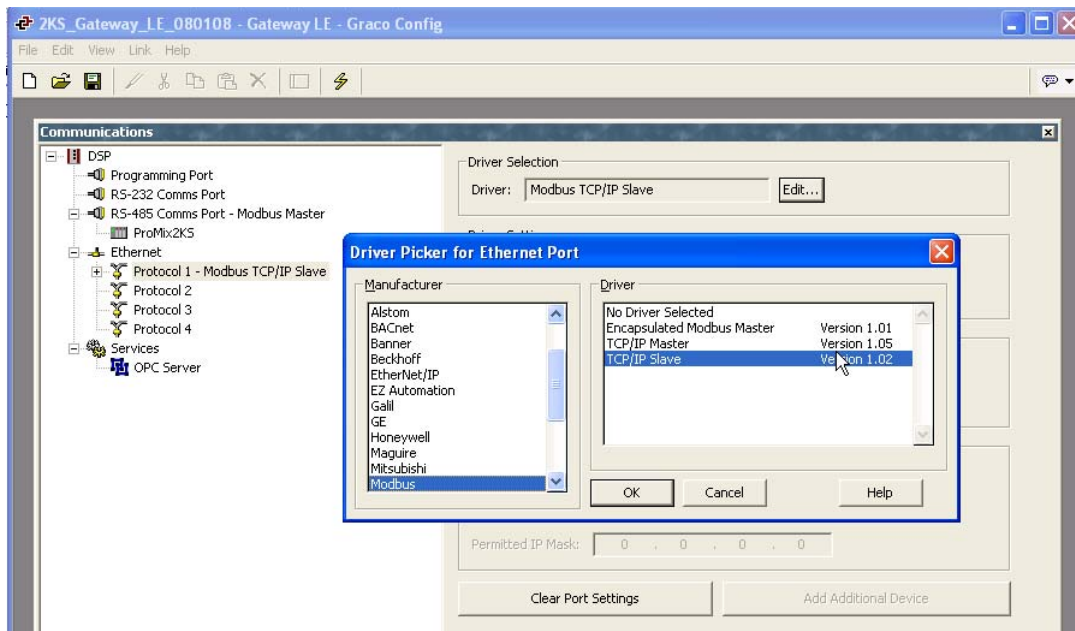 2KS_Gateway_LE_080108 - Gateway LE - Graco Config
File Edit View Link Help
Communications
DSP
Programming Port
RS-232 Comms Port
RS-485 Comms Port - Modbus Master
ProMix2KS
Ethernet
Protocol 1 - Modbus TCP/IP Slave
Protocol 2
Protocol 3
Protocol 4
Services
OPC Server
Driver Selection
Driver: Modbus TCP/IP Slave Edit...
Driver Picker for Ethernet Port
Manufacturer
Alstom
BACnet
Banner
Beckhoff
EtherNet/IP
EZ Automation
Galil
GE
Honeywell
Maguire
Mitsubishi
Modbus
Driver
No Driver Selected
Encapsulated Modbus Master Version 1.01
TCP/IP Master Version 1.05
TCP/IP Slave Version 1.02
OK Cancel Help
Permitted IP Mask: 0 . 0 . 0 . 0
Clear Port Settings Add Additional Device